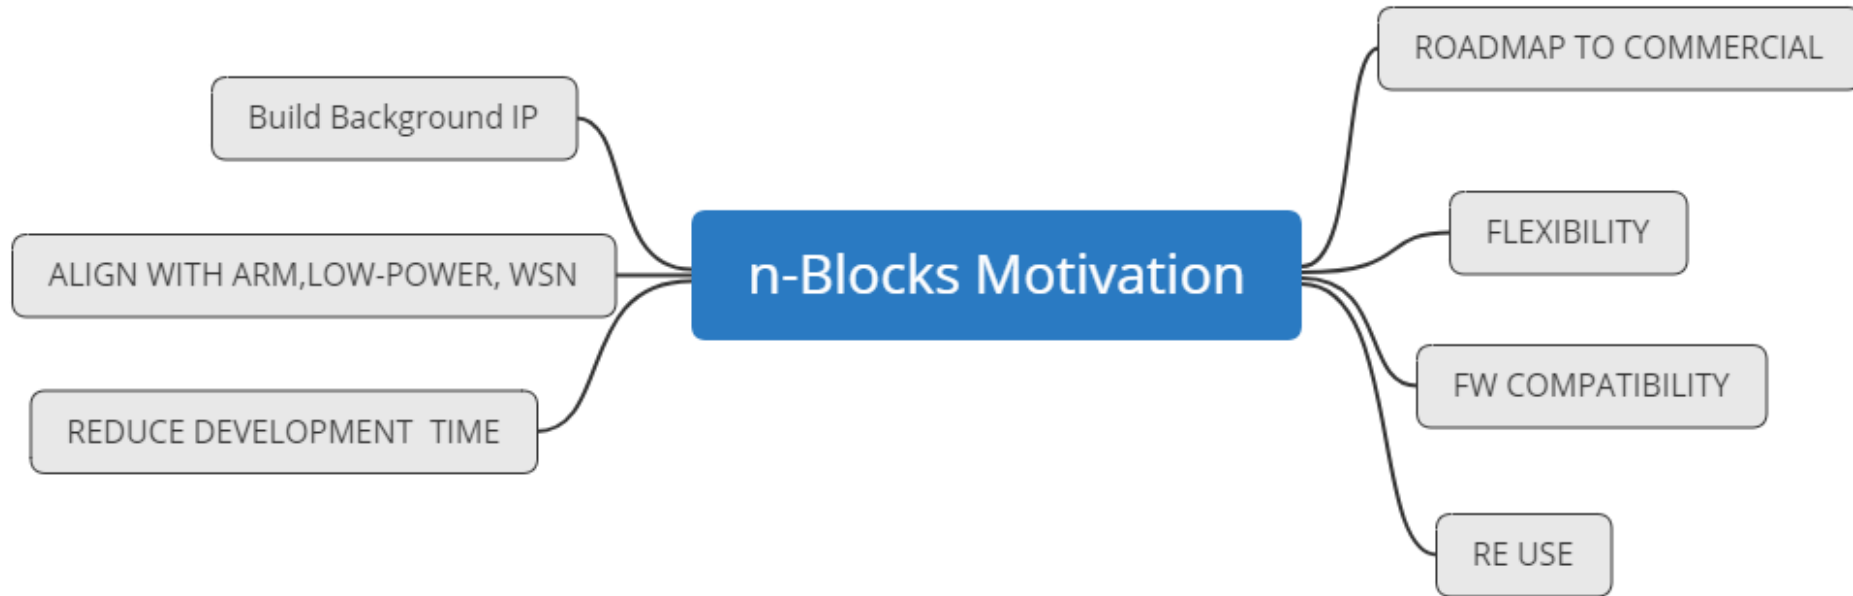 ROADMAP TO COMMERCIAL
Build Background IP
FLEXIBILITY
n-Blocks Motivation
ALIGN WITH ARM,LOW-POWER, WSN
FW COMPATIBILITY
REDUCE DEVELOPMENT  TIME
RE USE